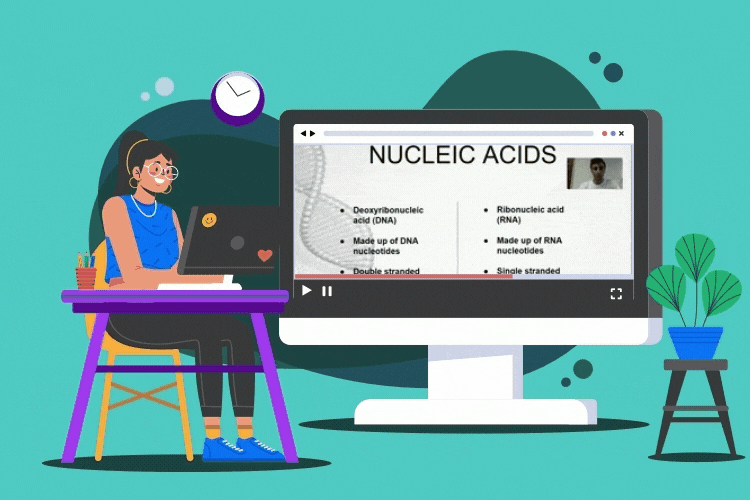 NUCLEIC ACIDS
• Deoxyribonucleic
acid (DNA)
• Made up of DNA
nucleotides
• Double stranded
• Ribonucleic acid
(RNA)
• Made up of RNA
nucleotides
• Single stranded